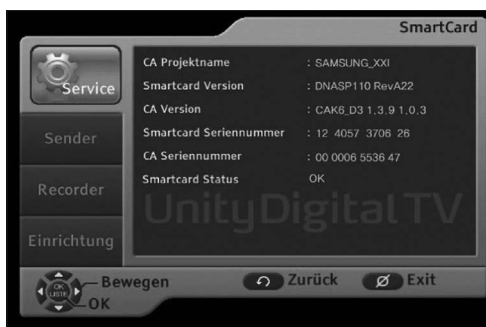 SmartCard
Service
Sender
Recorder
Einrichtung
CA Projektname : SAMSUNG_XXI
Smartcard Version : DNASP110 RevA22
CA Version : CAK6_D3 1,3,9 1,0,3
Smartcard Seriennummer : 12 4057 3706 26
CA Seriennummer : 00 0006 5536 47
Smartcard Status OK
UnityDigital TV
OK
LISTE
Bewegen
OK
Zurück
Exit